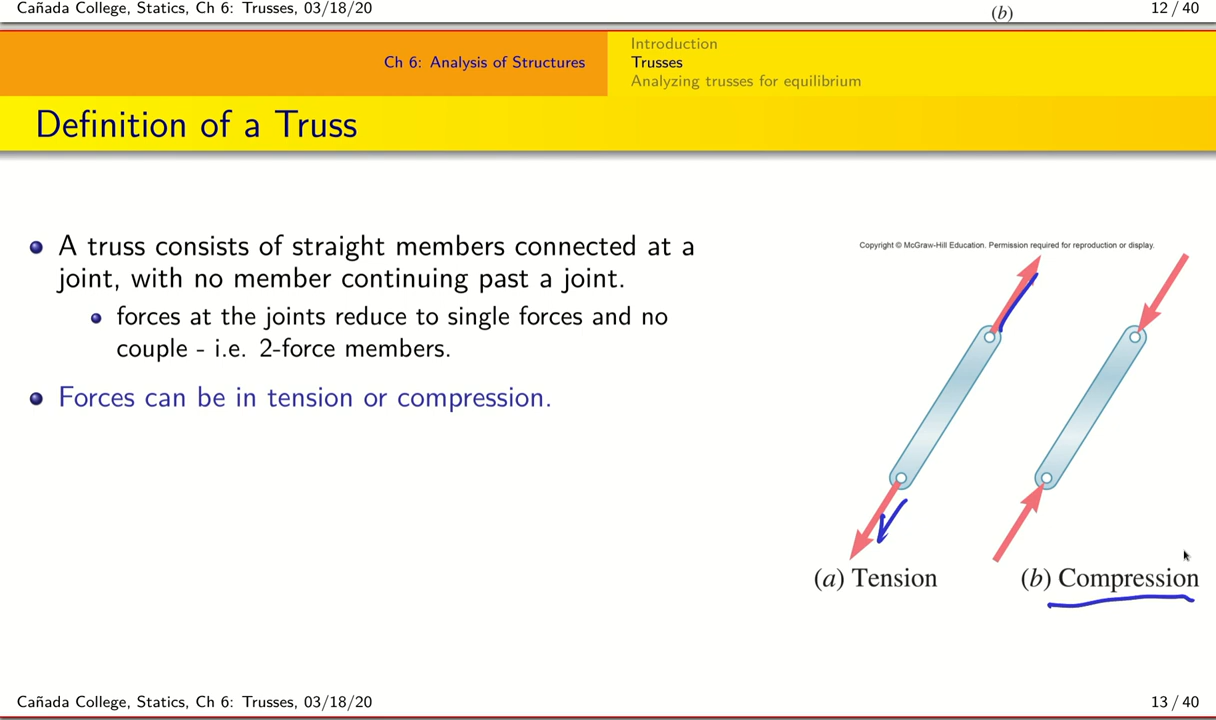 Cañada College, Statics, Ch 6: Trusses, 03/18/20
(b)
12 / 40
Ch 6: Analysis of Structures
Introduction
Trusses
Analyzing trusses for equilibrium
Definition of a Truss
A truss consists of straight members connected at a
joint, with no member continuing past a joint.
forces at the joints reduce to single forces and no
couple - i.e. 2-force members.
Forces can be in tension or compression.
Copyright © McGraw-Hill Education. Permission required for reproduction or display.
(a) Tension
(b) Compression
Cañada College, Statics, Ch 6: Trusses, 03/18/20
13 / 40